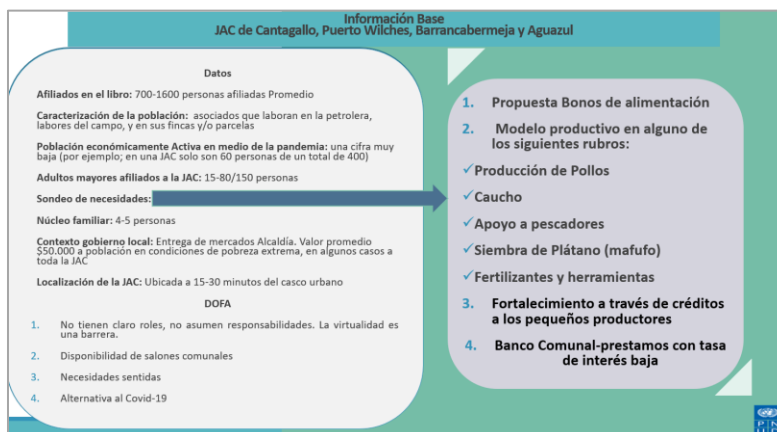 Información Base
JAC de Cantagallo, Puerto Wilches, Barrancabermeja y Aguazul
Datos
Afiliados en el libro: 700-1600 personas afiliadas Promedio
Caracterización de la población: asociados que laboran en la petrolera,
labores del campo, y en sus fincas y/o parcelas
Población económicamente Activa en medio de la pandemia: una cifra muy
baja (por ejemplo; en una JAC solo son 60 personas de un total de 400)
Adultos mayores afiliados a la JAC: 15-80/150 personas
Sondeo de necesidades:
Núcleo familiar: 4-5 personas
Contexto gobierno local: Entrega de mercados Alcaldía. Valor promedio
$50.000 a población en condiciones de pobreza extrema, en algunos casos a
toda la JAC
Localización de la JAC: Ubicada a 15-30 minutos del casco urbano
DOFA
1. No tienen claro roles, no asumen responsabilidades. La virtualidad es
una barrera.
2. Disponibilidad de salones comunales
3. Necesidades sentidas
4. Alternativa al Covid-19
1. Propuesta Bonos de alimentación
2. Modelo productivo en alguno de
los siguientes rubros:
✓Producción de Pollos
✓Caucho
✓Apoyo a pescadores
✓Siembra de Plátano (mafufo)
✓Fertilizantes y herramientas
3. Fortalecimiento a través de créditos
a los pequeños productores
4. Banco Comunal-prestamos con tasa
de interés baja
P N
U D